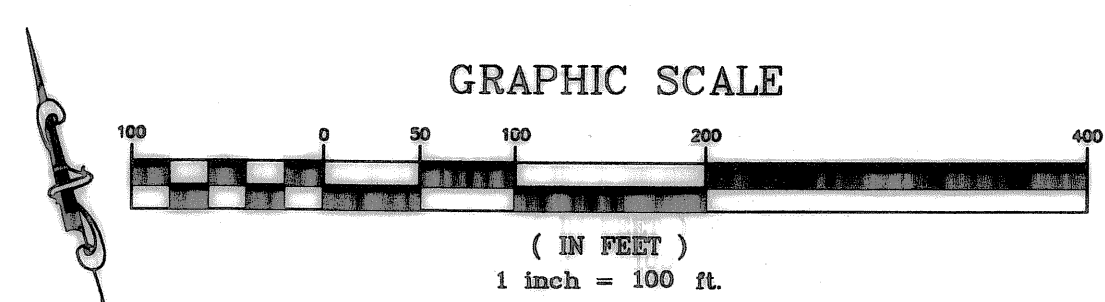 GRAPHIC SCALE
100 0 50 100 200 400
( IN FEET )
1 inch = 100 ft.